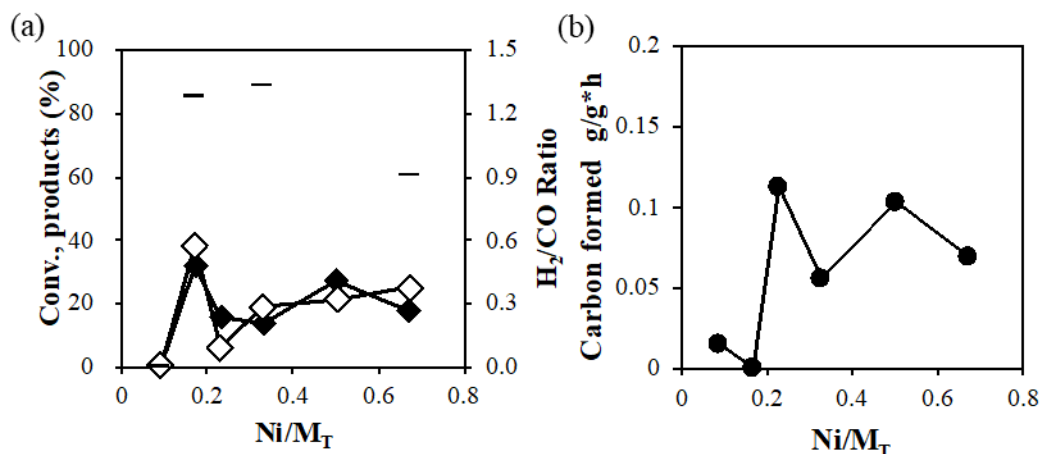 (a)
100
80
60
40
20
0
Conv., products (%)
1.5
1.2
0.9
0.6
0.3
0.0
H₂/CO Ratio
0 0.2 0.4 0.6 0.8
Ni/M_T
(b)
0.2
0.15
0.1
0.05
0
Carbon formed g/g*h
0 0.2 0.4 0.6 0.8
Ni/M_T